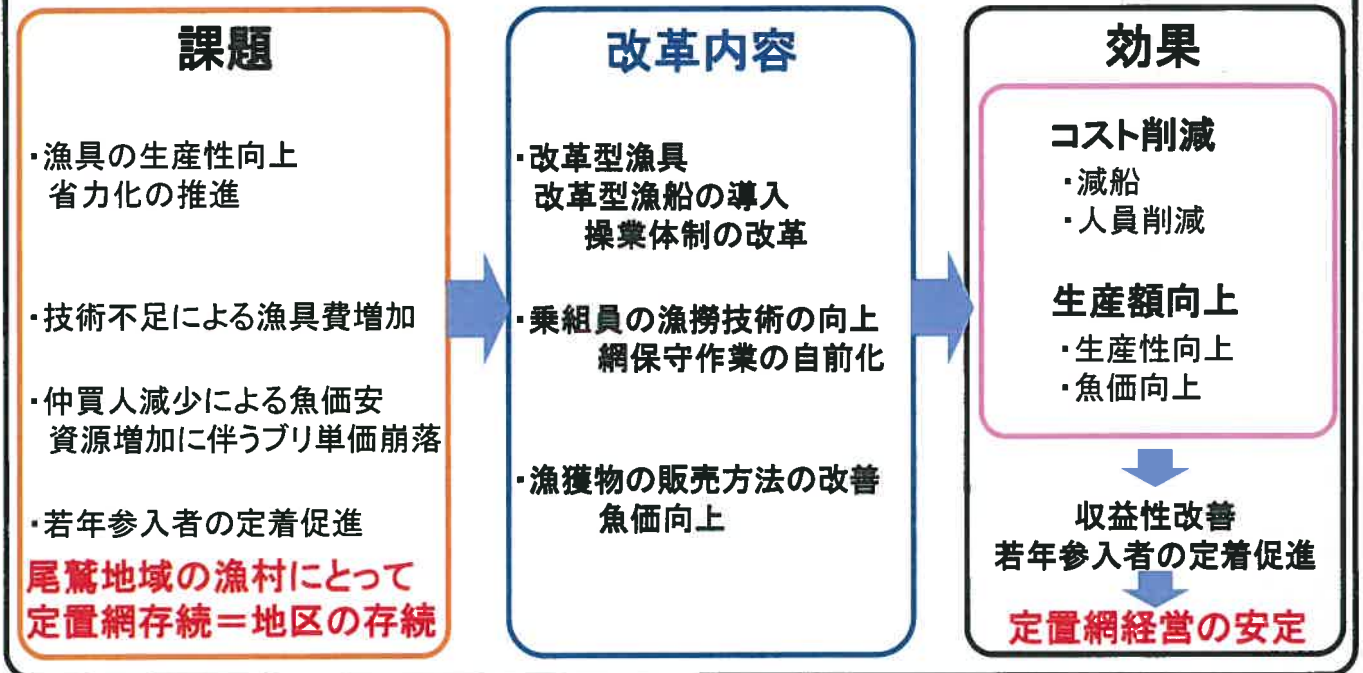 課題
・漁具の生産性向上
省力化の推進
・技術不足による漁具費増加
・仲買人減少による魚価安
資源増加に伴うブリ単価崩落
・若年参入者の定着促進
尾鷲地域の漁村にとって
定置網存続＝地区の存続
改革内容
・改革型漁具
改革型漁船の導入
操業体制の改革
・乗組員の漁撈技術の向上
網保守作業の自前化
・漁獲物の販売方法の改善
魚価向上
効果
コスト削減
・減船
・人員削減
生産額向上
・生産性向上
・魚価向上
収益性改善
若年参入者の定着促進
定置網経営の安定